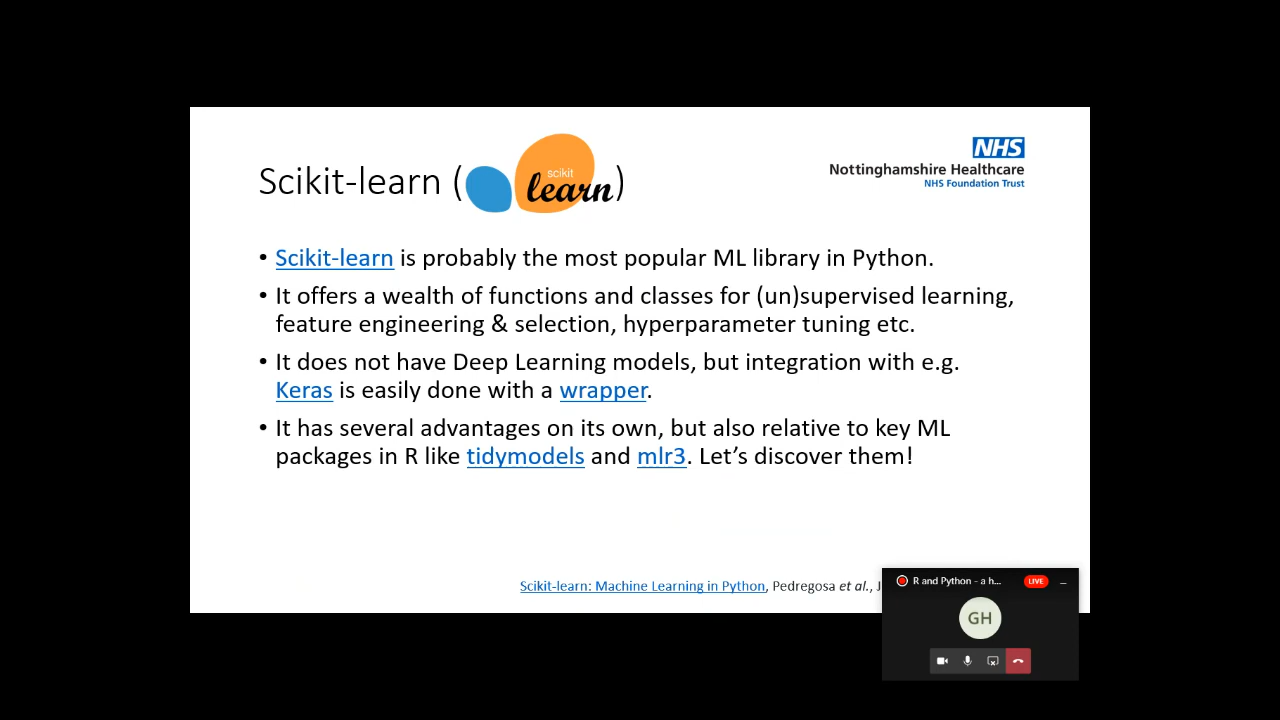 Scikit-learn (scikit learn)
NHS
Nottinghamshire Healthcare
NHS Foundation Trust
• Scikit-learn is probably the most popular ML library in Python.
• It offers a wealth of functions and classes for (un)supervised learning,
feature engineering & selection, hyperparameter tuning etc.
• It does not have Deep Learning models, but integration with e.g.
Keras is easily done with a wrapper.
• It has several advantages on its own, but also relative to key ML
packages in R like tidymodels and mlr3. Let’s discover them!
Scikit-learn: Machine Learning in Python, Pedregosa et al., J
R and Python - a h...
LIVE
GH